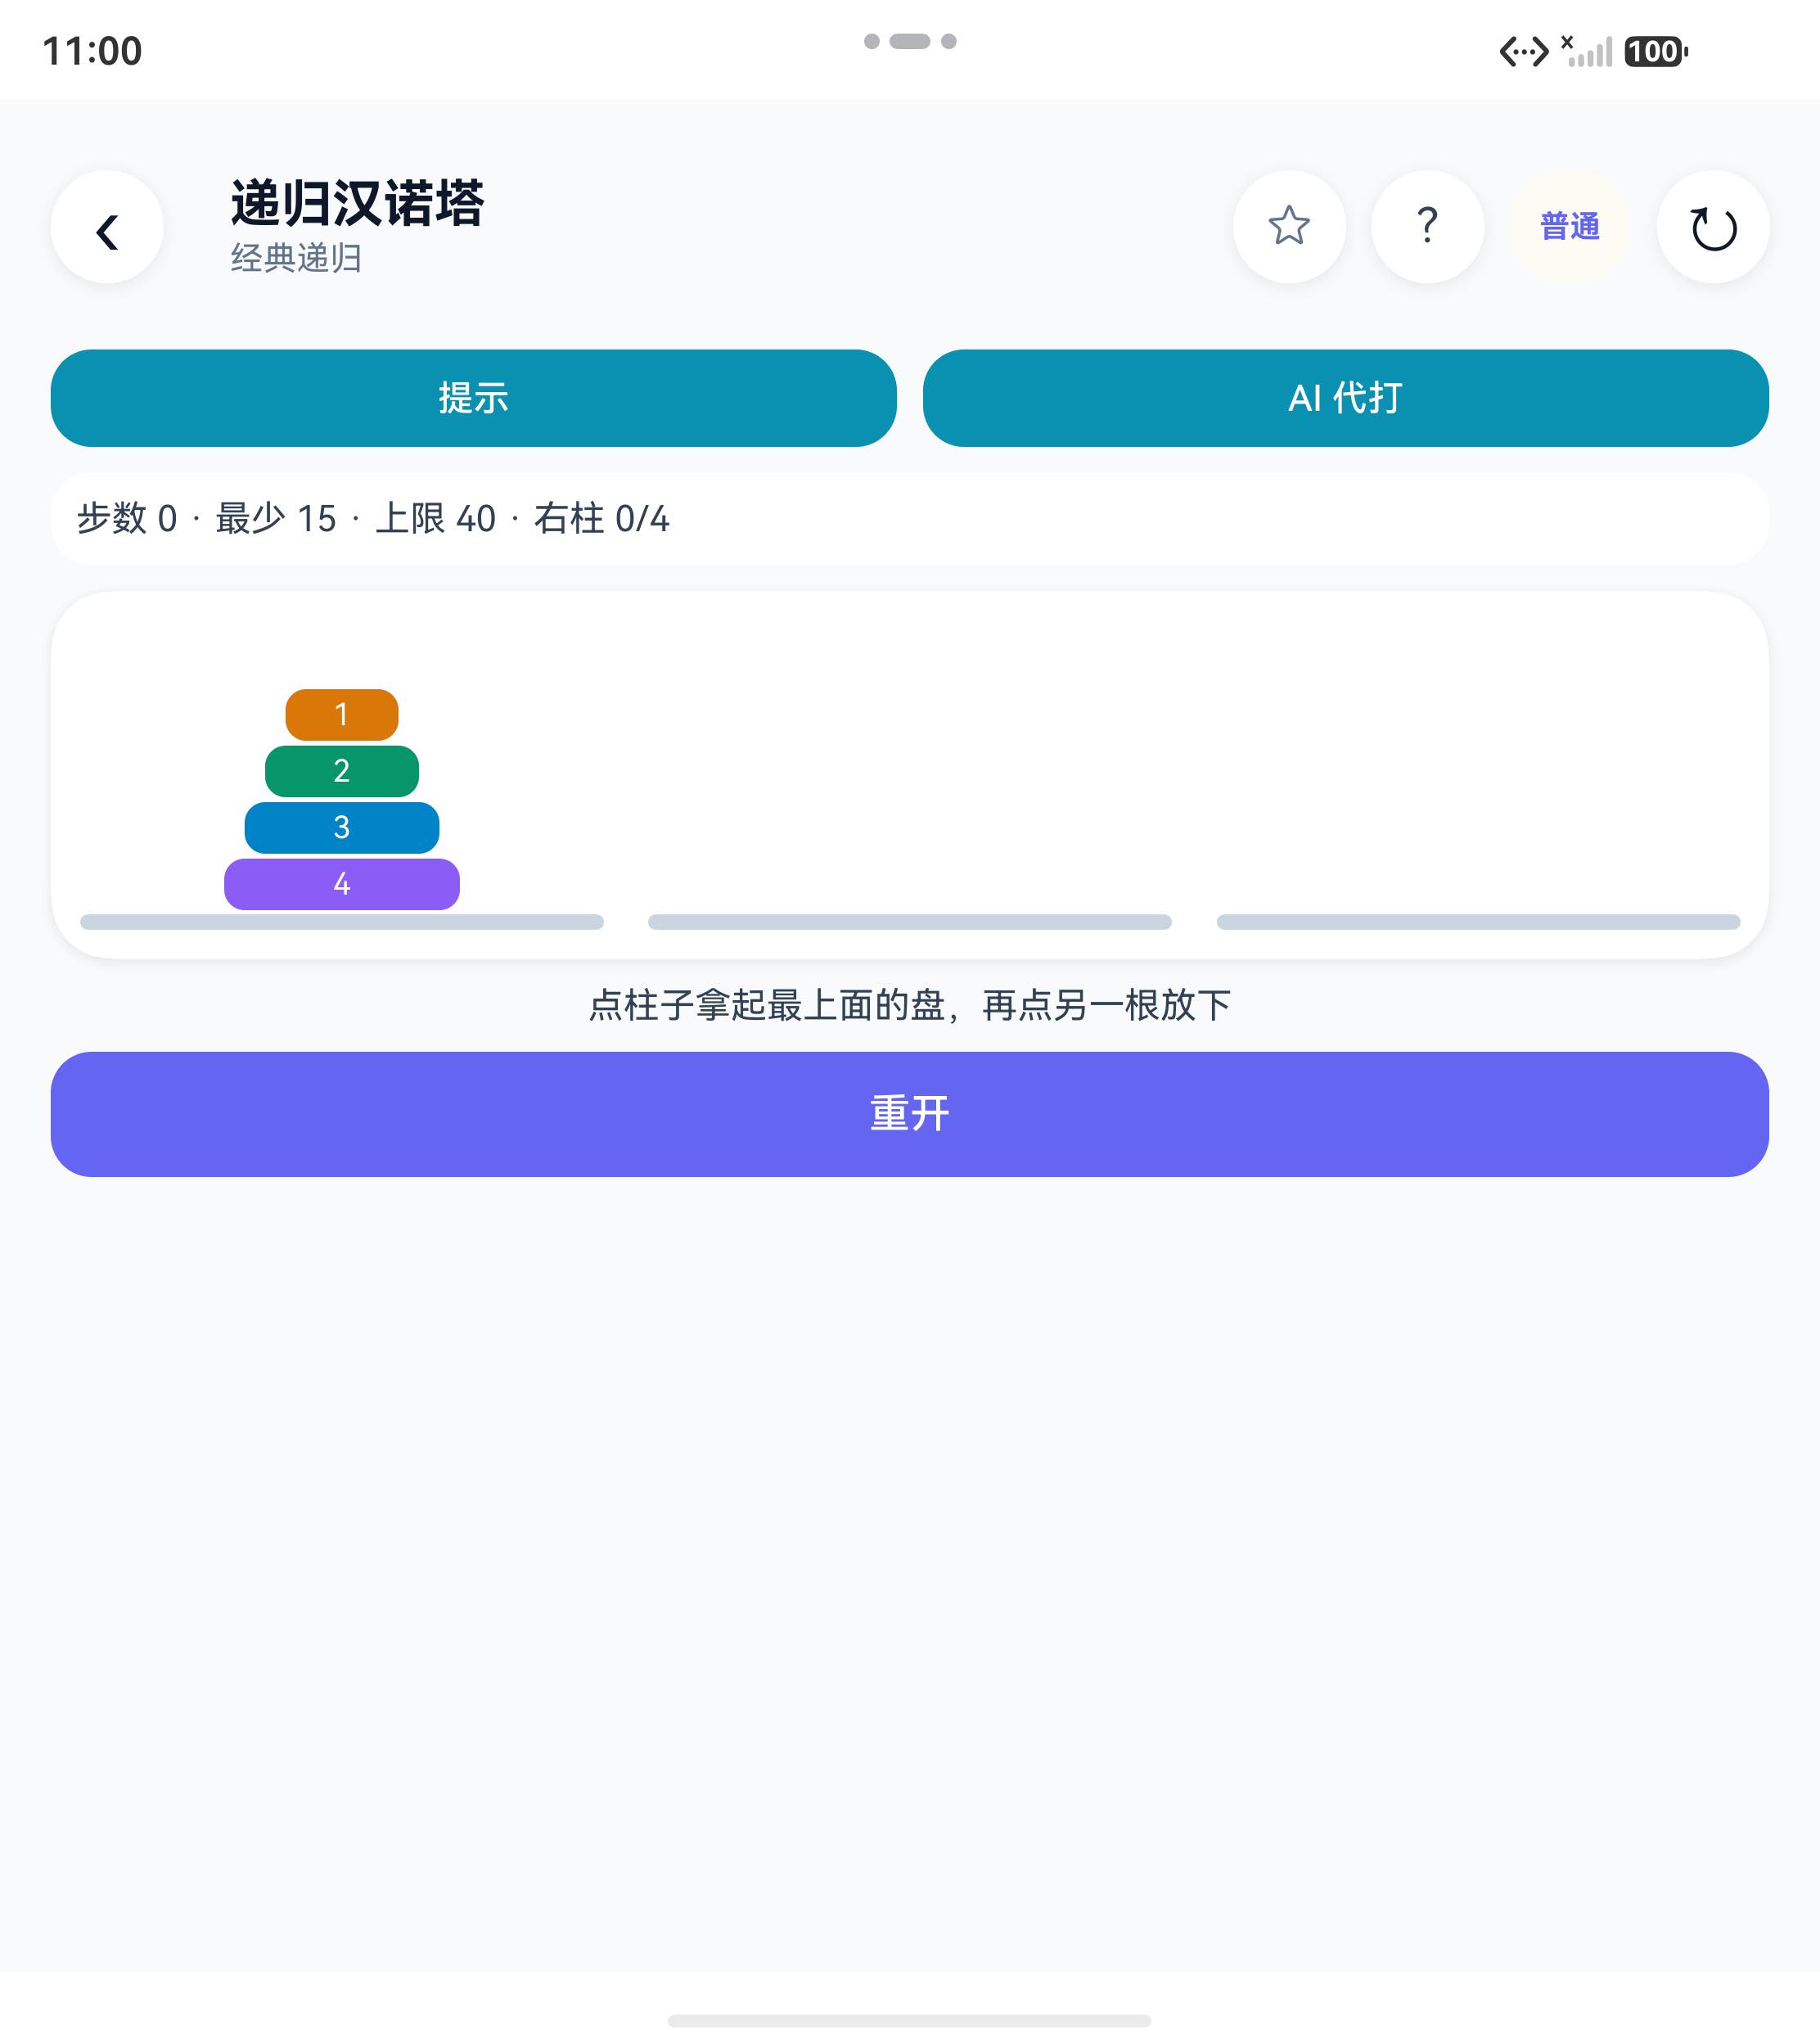 11:00
100
递归汉诺塔
经典递归
?
普通
提示
AI 代打
步数 0 · 最少 15 · 上限 40 · 右柱 0/4
1
2
3
4
点柱子拿起最上面的盘，再点另一根放下
重开